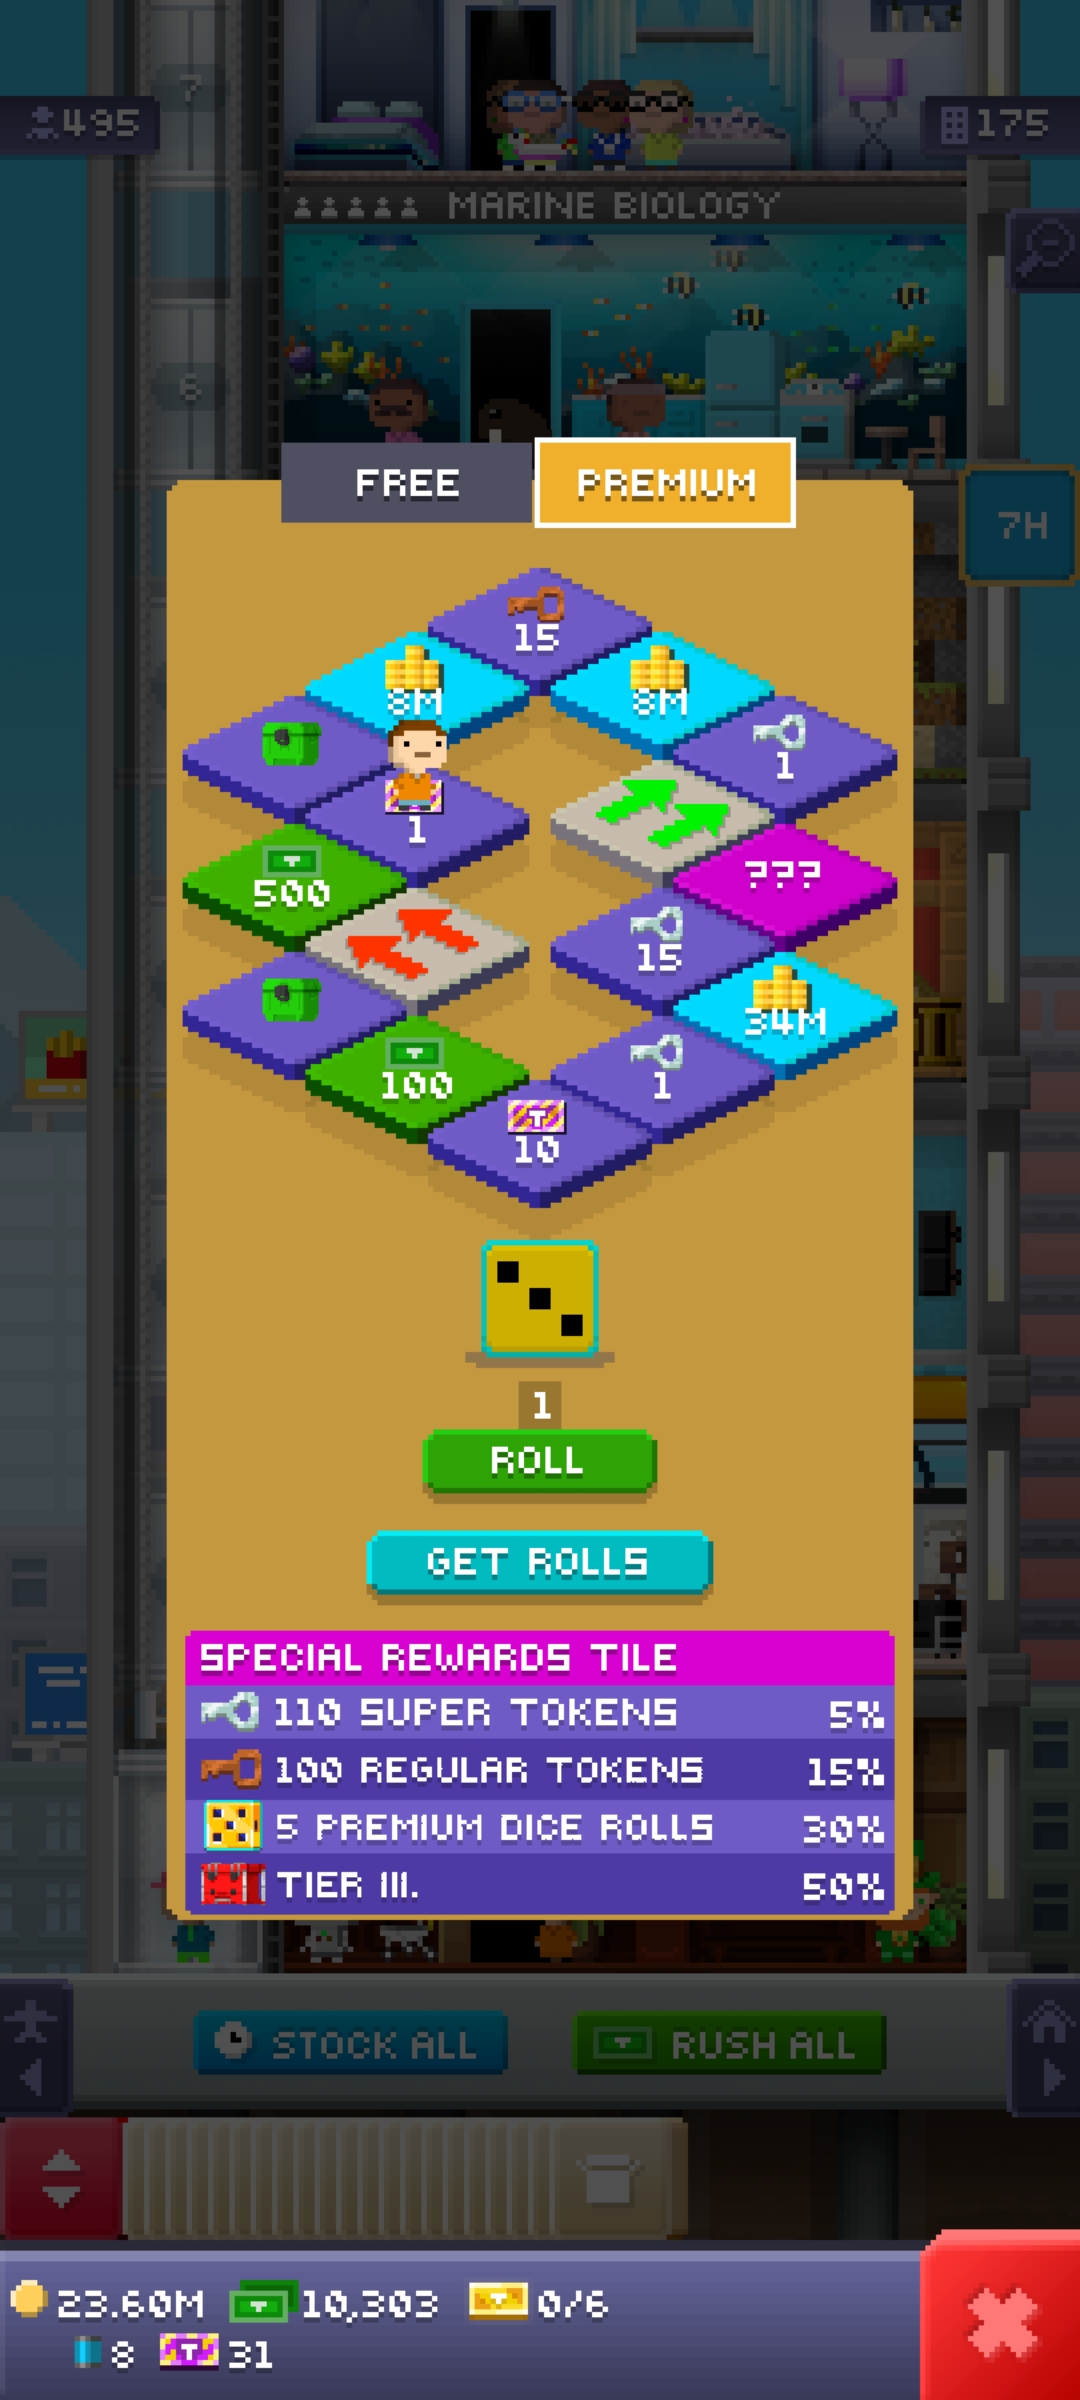 7
495
175
MARINE BIOLOGY
6
FREE
PREMIUM
7H
15
8M
8M
1
1
???
500
15
34M
100
1
10
1
ROLL
GET ROLLS
SPECIAL REWARDS TILE
110 SUPER TOKENS 5%
100 REGULAR TOKENS 15%
5 PREMIUM DICE ROLLS 30%
TIER III. 50%
STOCK ALL
RUSH ALL
23.60M 10,303 0/6
8 31